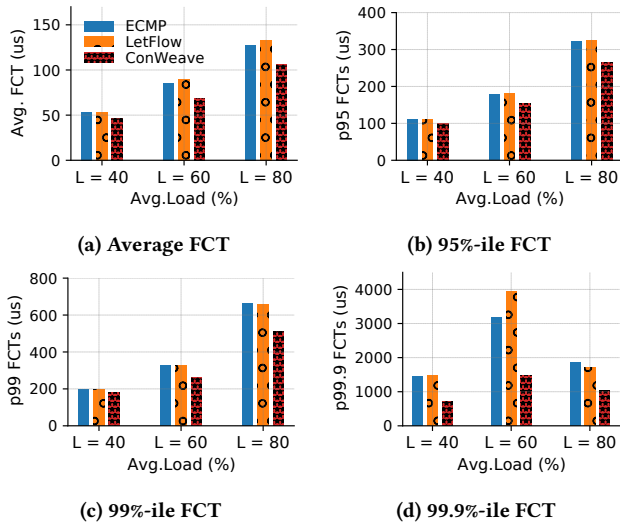 Avg. FCT (us)
150
100
50
0
ECMP
LetFlow
ConWeave
L = 40 L = 60 L = 80
Avg.Load (%)
(a) Average FCT
p95 FCTs (us)
400
300
200
100
0
L = 40 L = 60 L = 80
Avg.Load (%)
(b) 95%-ile FCT
p99 FCTs (us)
800
600
400
200
0
L = 40 L = 60 L = 80
Avg.Load (%)
(c) 99%-ile FCT
p99.9 FCTs (us)
4000
3000
2000
1000
0
L = 40 L = 60 L = 80
Avg.Load (%)
(d) 99.9%-ile FCT